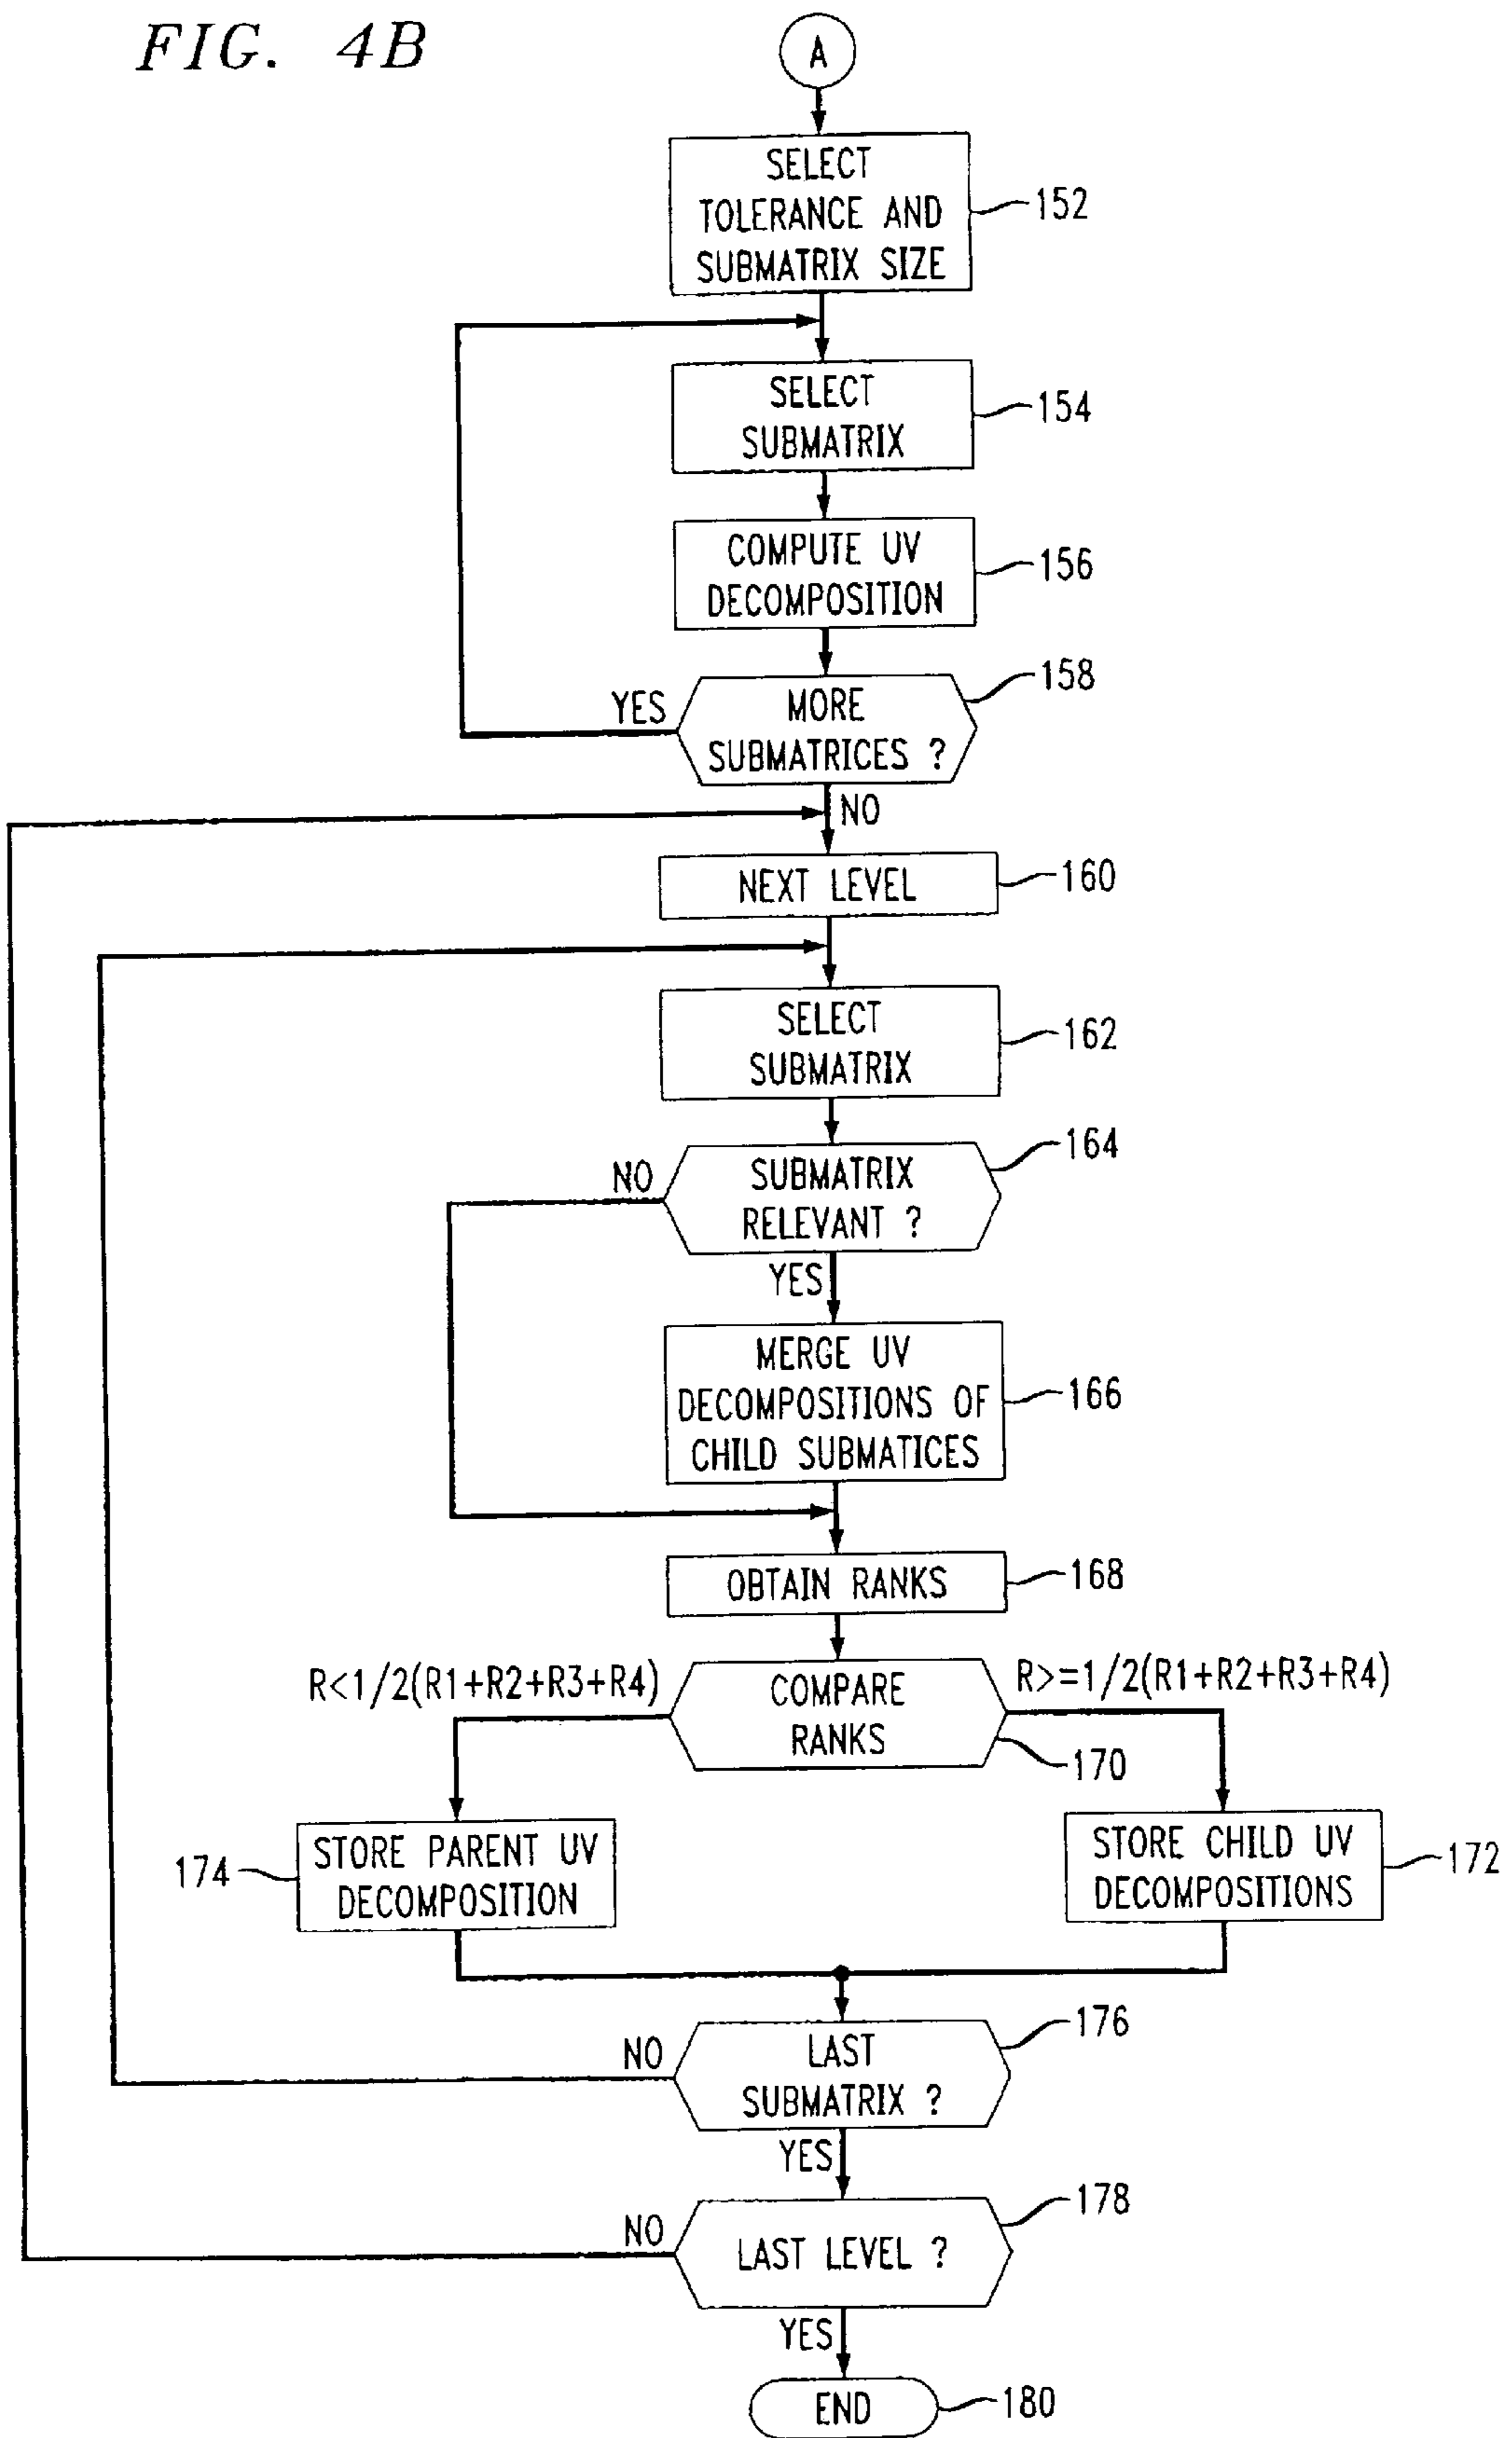 FIG. 4B
A
SELECT
TOLERANCE AND
SUBMATRIX SIZE
152
SELECT
SUBMATRIX
154
COMPUTE UV
DECOMPOSITION
156
158
YES
MORE
SUBMATRICES ?
NO
NEXT LEVEL
160
SELECT
SUBMATRIX
162
164
NO
SUBMATRIX
RELEVANT ?
YES
MERGE UV
DECOMPOSITIONS OF
CHILD SUBMATICES
166
OBTAIN RANKS
168
R<1/2(R1+R2+R3+R4)
COMPARE
RANKS
R>=1/2(R1+R2+R3+R4)
170
174
STORE PARENT UV
DECOMPOSITION
STORE CHILD UV
DECOMPOSITIONS
172
176
NO
LAST
SUBMATRIX ?
YES
178
NO
LAST LEVEL ?
YES
END
180